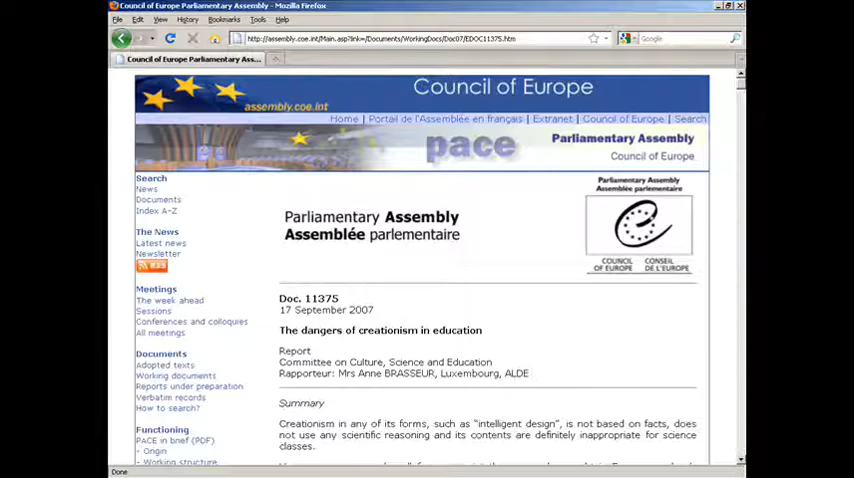 Council of Europe Parliamentary Assembly - Mozilla Firefox
File Edit View History Bookmarks Tools Help
http://assembly.coe.int/Main.asp?link=/Documents/WorkingDocs/Doc07/EDOC11375.htm
Google
Council of Europe Parliamentary Ass...
Council of Europe
assembly.coe.int
Home | Portail de l'Assemblée en français | Extranet | Council of Europe | Search
pace
Parliamentary Assembly
Council of Europe
Search
News
Documents
Index A-Z
The News
Latest news
Newsletter
RSS
Meetings
The week ahead
Sessions
Conferences and colloquies
All meetings
Documents
Adopted texts
Working documents
Reports under preparation
Verbatim records
How to search?
Functioning
PACE in brief (PDF)
- Origin
- Working structure
Parliamentary Assembly
Assemblée parlementaire
Parliamentary Assembly
Assemblée parlementaire
COUNCIL CONSEIL
OF EUROPE DE L'EUROPE
Doc. 11375
17 September 2007
The dangers of creationism in education
Report
Committee on Culture, Science and Education
Rapporteur: Mrs Anne BRASSEUR, Luxembourg, ALDE
Summary
Creationism in any of its forms, such as "intelligent design", is not based on facts, does
not use any scientific reasoning and its contents are definitely inappropriate for science
classes.
Done